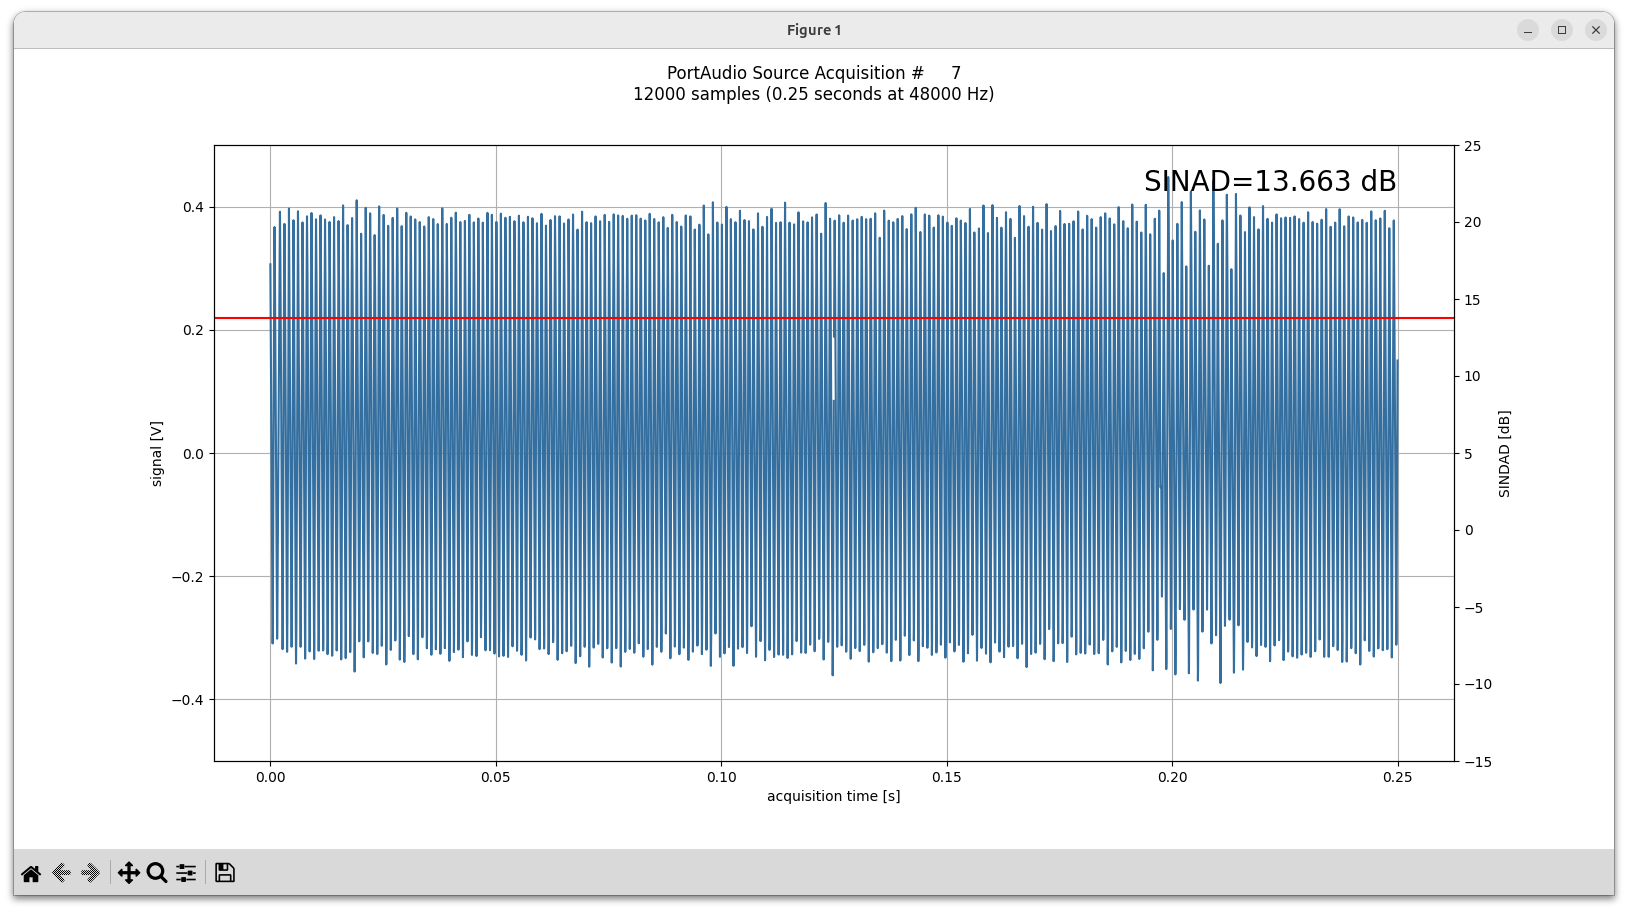 Figure 1
PortAudio Source Acquisition # 7
12000 samples (0.25 seconds at 48000 Hz)
SINAD=13.663 dB
0.4
0.2
0.0
−0.2
−0.4
signal [V]
25
20
15
10
5
0
−5
−10
−15
SINDAD [dB]
0.00 0.05 0.10 0.15 0.20 0.25
acquisition time [s]